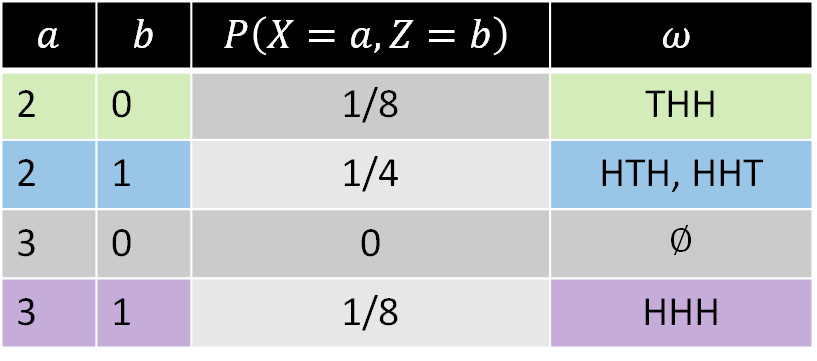 a b P(X = a, Z = b) ω
2 0 1/8 THH
2 1 1/4 HTH, HHT
3 0 0 ∅
3 1 1/8 HHH